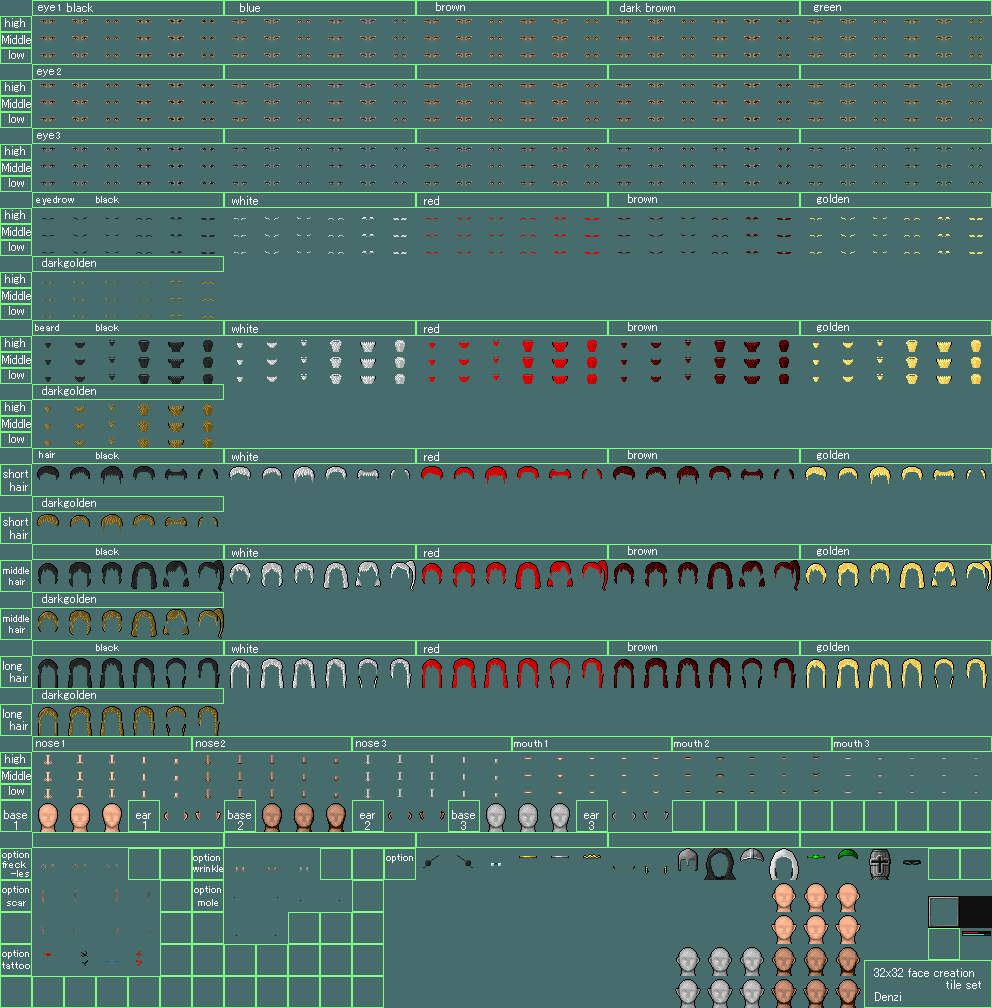 eye1 black blue brown dark brown green
high
Middle
low
eye2
high
Middle
low
eye3
high
Middle
low
eyedrow black white red brown golden
high
Middle
low
darkgolden
high
Middle
low
beard black white red brown golden
high
Middle
low
darkgolden
high
Middle
low
hair black white red brown golden
short
hair
darkgolden
short
hair
black white red brown golden
middle
hair
darkgolden
middle
hair
black white red brown golden
long
hair
darkgolden
long
hair
nose1 nose2 nose3 mouth1 mouth2 mouth3
high
Middle
low
base
1
ear
1
base
2
ear
2
base
3
ear
3
option
freck
-les
option
wrinkle
option
option
scar
option
mole
option
tattoo
32x32 face creation
tile set
Denzi